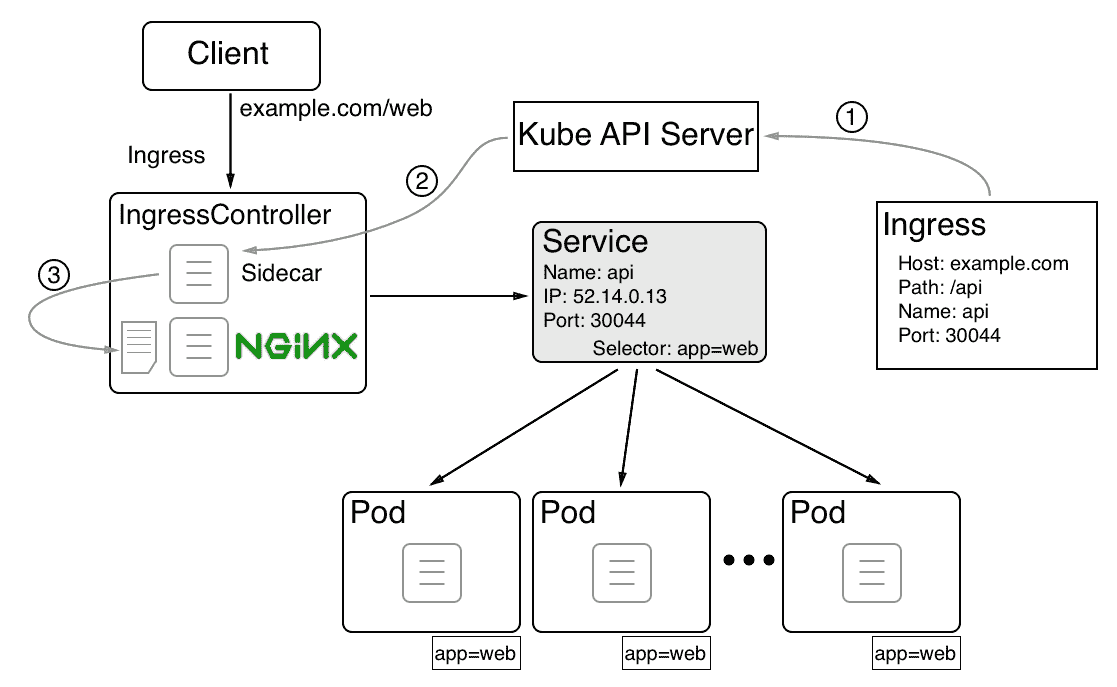 Client
example.com/web
Ingress
Kube API Server
1
2
IngressController
Sidecar
3
NGiNX
Service
Name: api
IP: 52.14.0.13
Port: 30044
Selector: app=web
Ingress
Host: example.com
Path: /api
Name: api
Port: 30044
Pod
Pod
Pod
app=web
app=web
app=web